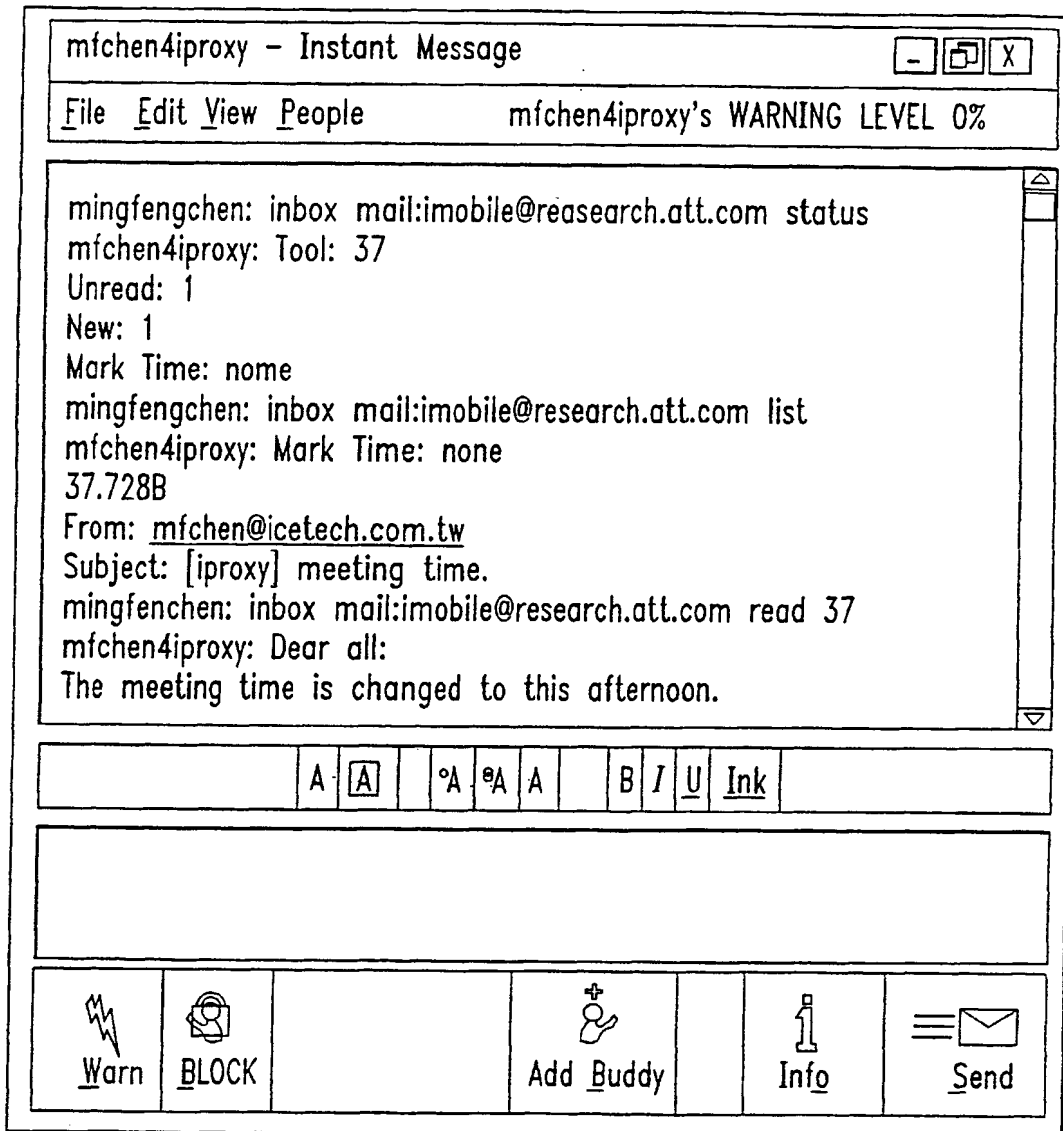 mfchen4iproxy – Instant Message - X
File Edit View People mfchen4iproxy's WARNING LEVEL 0%
mingfengchen: inbox mail:imobile@reasearch.att.com status
mfchen4iproxy: Tool: 37
Unread: 1
New: 1
Mark Time: nome
mingfengchen: inbox mail:imobile@research.att.com list
mfchen4iproxy: Mark Time: none
37.728B
From: mfchen@icetech.com.tw
Subject: [iproxy] meeting time.
mingfenchen: inbox mail:imobile@research.att.com read 37
mfchen4iproxy: Dear all:
The meeting time is changed to this afternoon.
A A A A A B I U Ink
Warn BLOCK Add Buddy Info Send